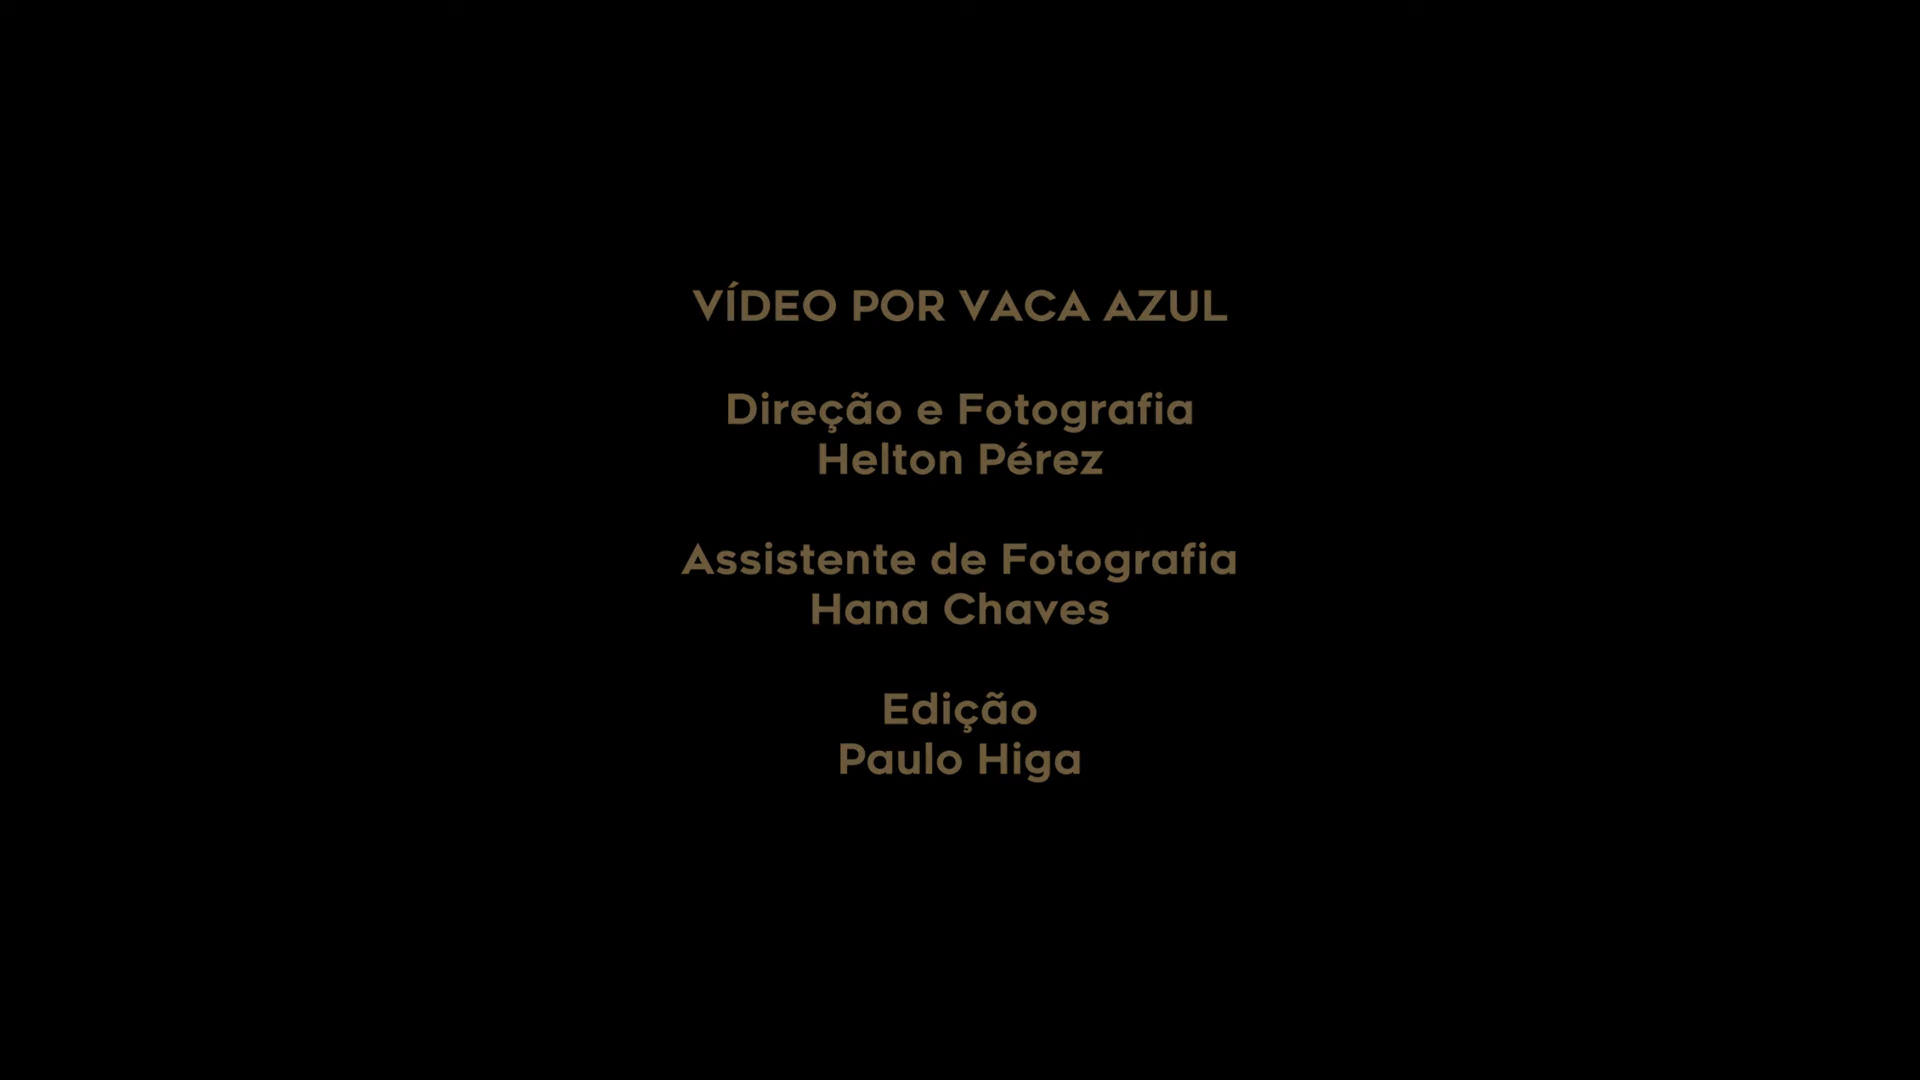 VÍDEO POR VACA AZUL
Direção e Fotografia
Helton Pérez
Assistente de Fotografia
Hana Chaves
Edição
Paulo Higa